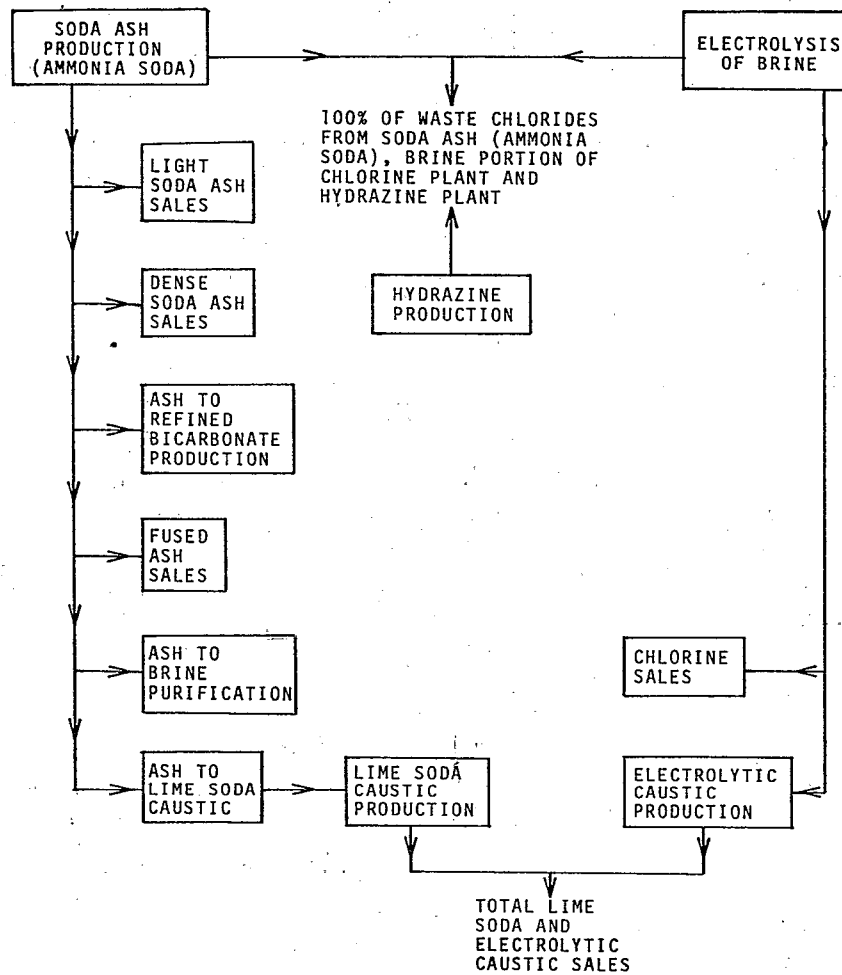 SODA ASH
PRODUCTION
(AMMONIA SODA)
ELECTROLYSIS
OF BRINE
100% OF WASTE CHLORIDES
FROM SODA ASH (AMMONIA
SODA), BRINE PORTION OF
CHLORINE PLANT AND
HYDRAZINE PLANT
LIGHT
SODA ASH
SALES
DENSE
SODA ASH
SALES
HYDRAZINE
PRODUCTION
ASH TO
REFINED
BICARBONATE
PRODUCTION
FUSED
ASH
SALES
ASH TO
BRINE
PURIFICATION
CHLORINE
SALES
ASH TO
LIME SODA
CAUSTIC
LIME SODA
CAUSTIC
PRODUCTION
ELECTROLYTIC
CAUSTIC
PRODUCTION
TOTAL LIME
SODA AND
ELECTROLYTIC
CAUSTIC SALES